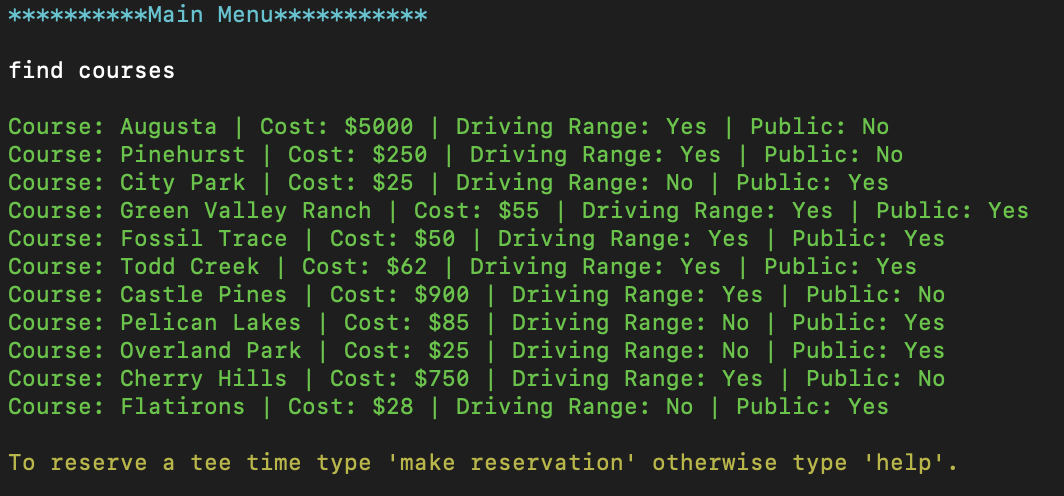 **********Main Menu***********
find courses
Course: Augusta | Cost: $5000 | Driving Range: Yes | Public: No
Course: Pinehurst | Cost: $250 | Driving Range: Yes | Public: No
Course: City Park | Cost: $25 | Driving Range: No | Public: Yes
Course: Green Valley Ranch | Cost: $55 | Driving Range: Yes | Public: Yes
Course: Fossil Trace | Cost: $50 | Driving Range: Yes | Public: Yes
Course: Todd Creek | Cost: $62 | Driving Range: Yes | Public: Yes
Course: Castle Pines | Cost: $900 | Driving Range: Yes | Public: No
Course: Pelican Lakes | Cost: $85 | Driving Range: No | Public: Yes
Course: Overland Park | Cost: $25 | Driving Range: No | Public: Yes
Course: Cherry Hills | Cost: $750 | Driving Range: Yes | Public: No
Course: Flatirons | Cost: $28 | Driving Range: No | Public: Yes
To reserve a tee time type 'make reservation' otherwise type 'help'.